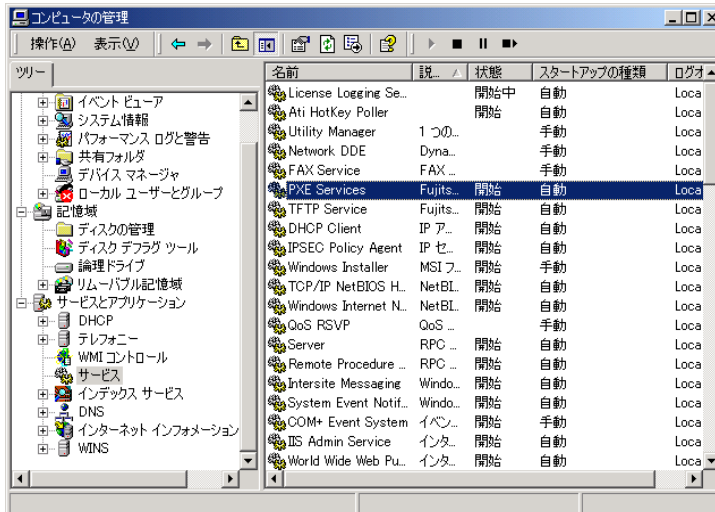 コンピュータの管理
操作(A) 表示(V)
ツリー
イベント ビューア
システム情報
パフォーマンス ログと警告
共有フォルダ
デバイス マネージャ
ローカル ユーザーとグループ
記憶域
ディスクの管理
ディスク デフラグ ツール
論理ドライブ
リムーバブル記憶域
サービスとアプリケーション
DHCP
テレフォニー
WMI コントロール
サービス
インデックス サービス
DNS
インターネット インフォメーション
WINS
名前 説... 状態 スタートアップの種類 ログオ
License Logging Se... 開始中 自動 Loca
Ati HotKey Poller 開始 自動 Loca
Utility Manager 1 つの... 手動 Loca
Network DDE Dyna... 手動 Loca
FAX Service FAX ... 手動 Loca
PXE Services Fujits... 開始 自動 Loca
TFTP Service Fujits... 開始 自動 Loca
DHCP Client IP ア... 開始 自動 Loca
IPSEC Policy Agent IP セ... 開始 自動 Loca
Windows Installer MSI フ... 開始 手動 Loca
TCP/IP NetBIOS H... NetBI... 開始 自動 Loca
Windows Internet N... NetBI... 開始 自動 Loca
QoS RSVP QoS ... 手動 Loca
Server RPC ... 開始 自動 Loca
Remote Procedure ... RPC ... 開始 自動 Loca
Intersite Messaging Windo... 開始 自動 Loca
System Event Notif... Windo... 開始 自動 Loca
COM+ Event System イベン... 開始 手動 Loca
IIS Admin Service インタ... 開始 自動 Loca
World Wide Web Pu... インタ... 開始 自動 Loca